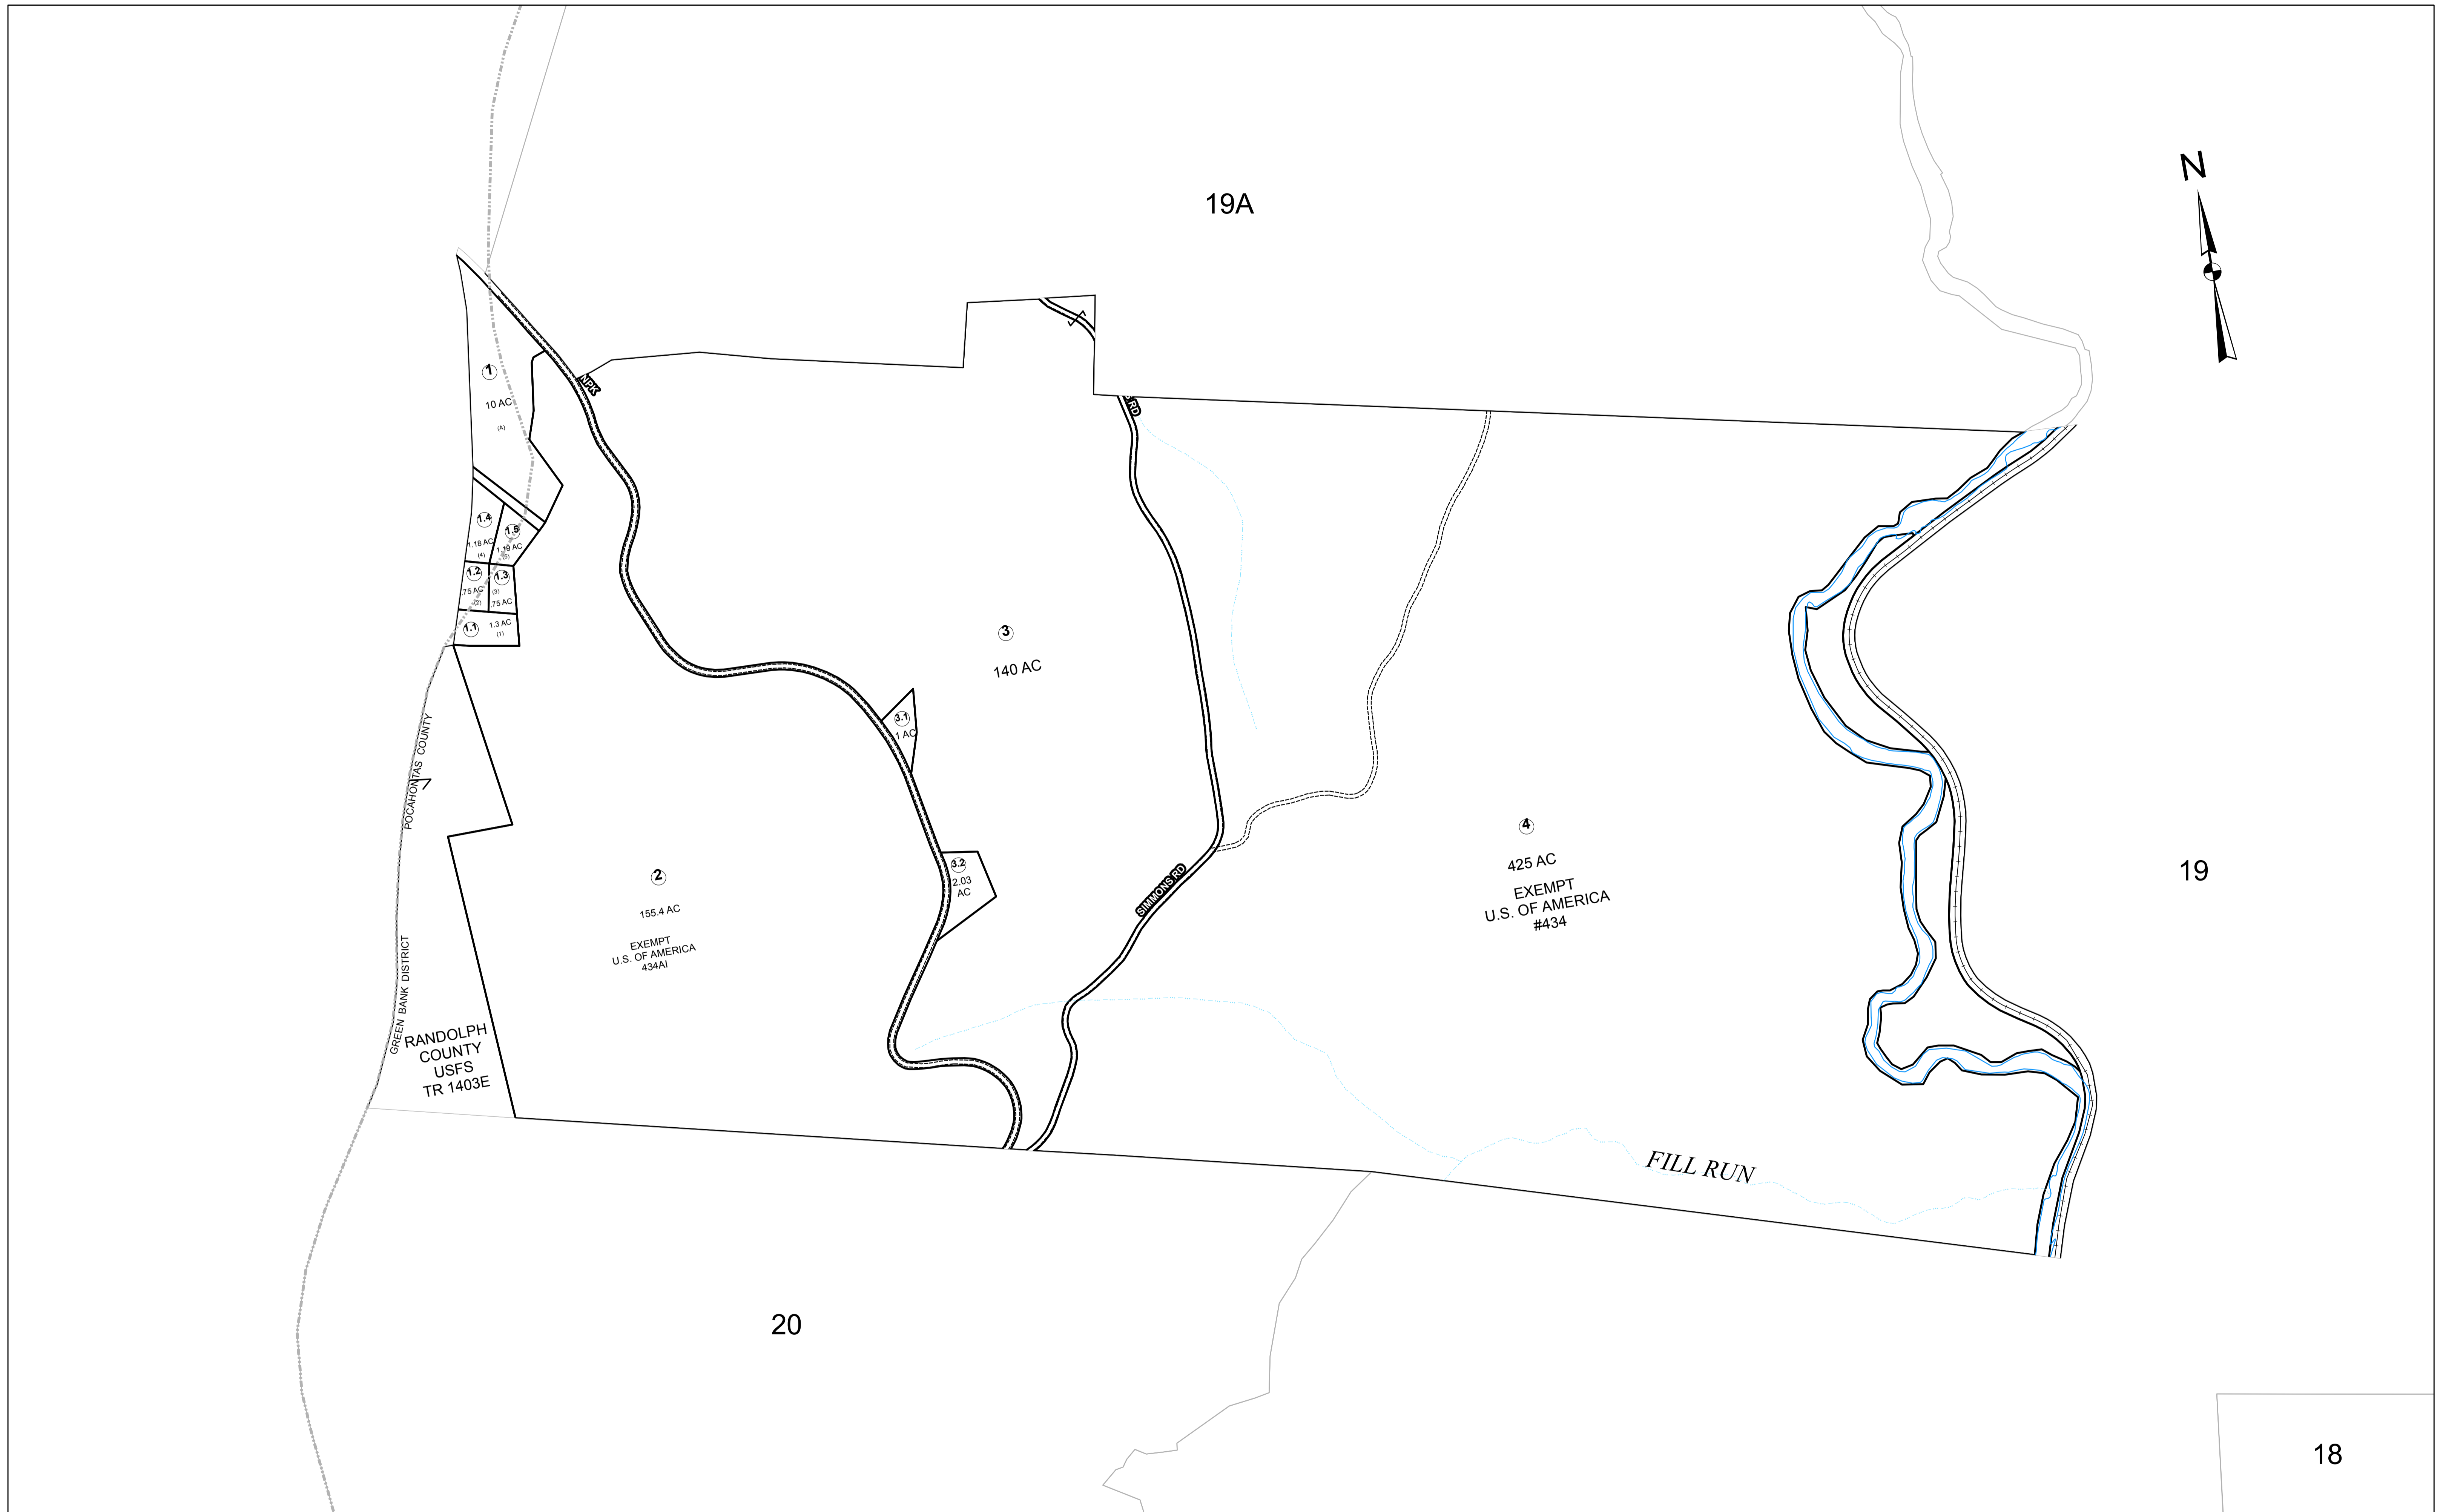 19A
N
1
10 AC
(A)
NPK
S RD
1.4
1.18 AC
(4)
1.5
1.19 AC
(5)
1.2
.75 AC
(2)
1.3
(3)
.75 AC
1.1
1.3 AC
(1)
3
140 AC
3.1
1 AC
POCAHONTAS COUNTY
GREEN BANK DISTRICT
2
155.4 AC
EXEMPT
U.S. OF AMERICA
434AI
3.2
2.03
AC
SIMMONS RD
4
425 AC
EXEMPT
U.S. OF AMERICA
#434
19
RANDOLPH
COUNTY
USFS
TR 1403E
FILL RUN
20
18